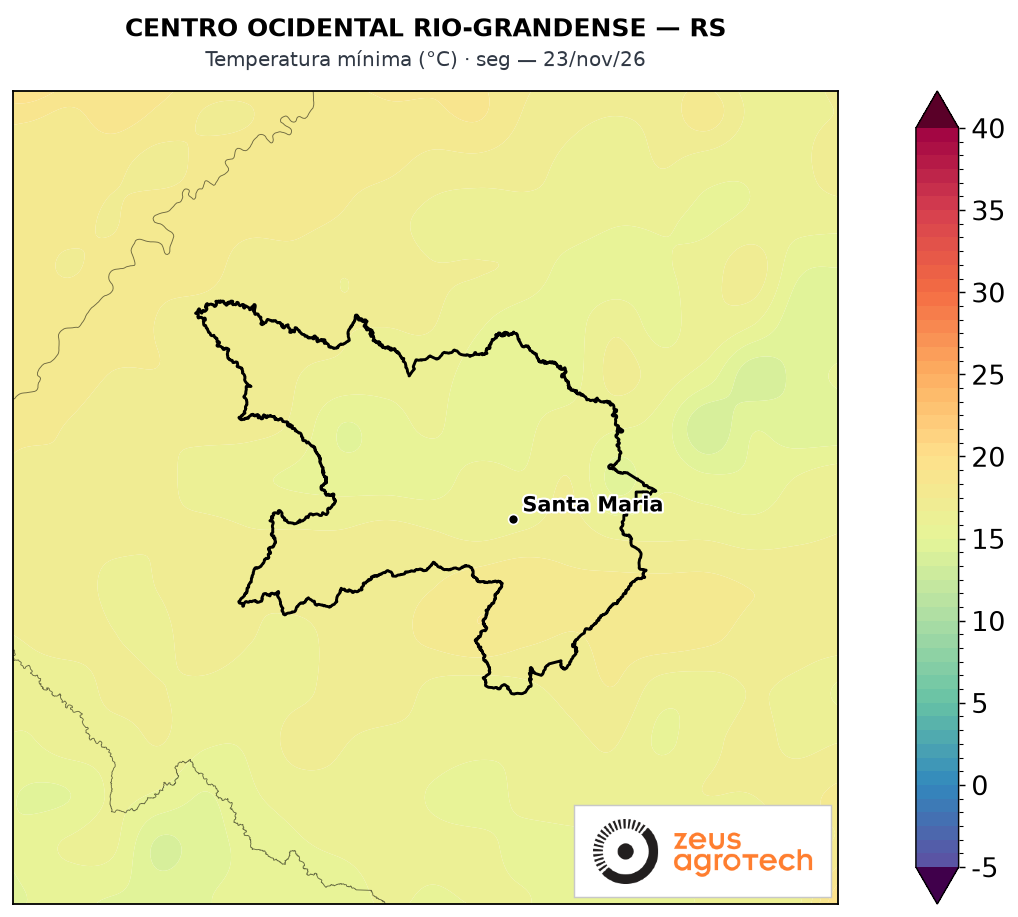 CENTRO OCIDENTAL RIO-GRANDENSE — RS
Temperatura mínima (°C) · seg — 23/nov/26
40
35
30
25
20
15
10
5
0
-5
Santa Maria
zeus
agrotech